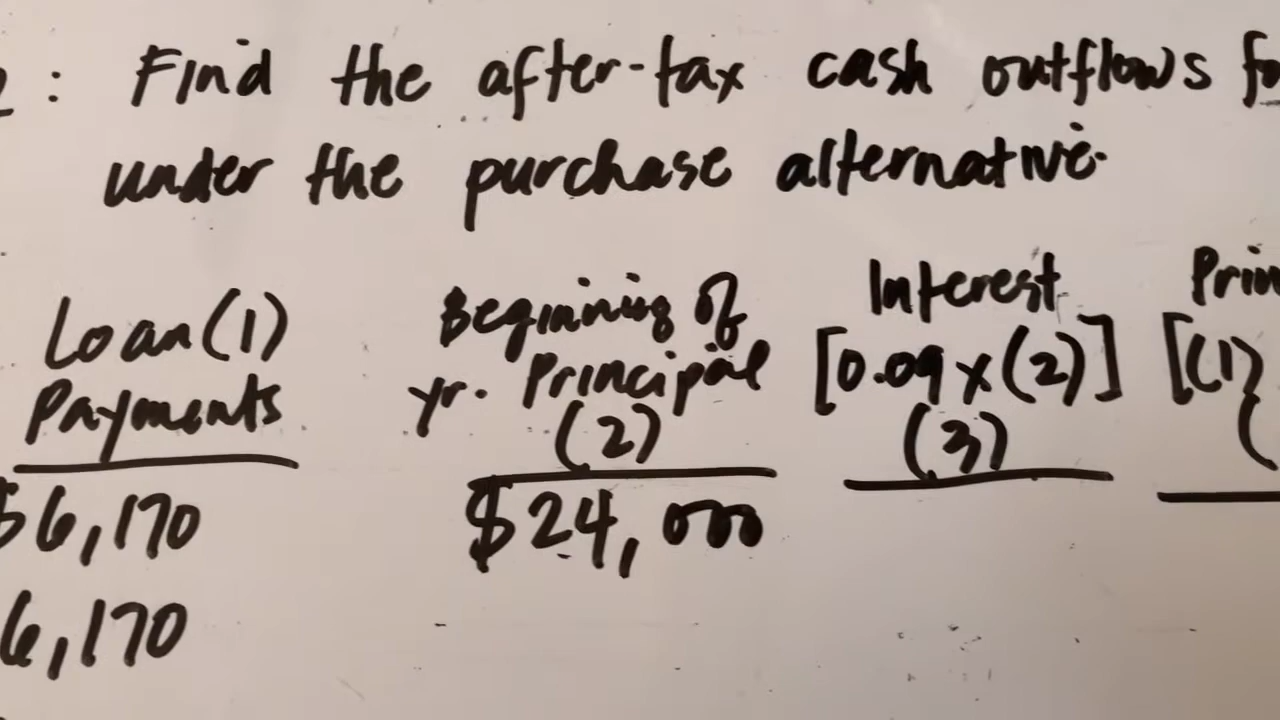 2: Find the after-tax cash outflows fo
under the purchase alternative.
Loan (1)
Payments
$6,170
6,170
Beginning of
yr. Principal
(2)
$24,000
Interest
[0.09 x (2)]
(3)
Prin
[(1)
(